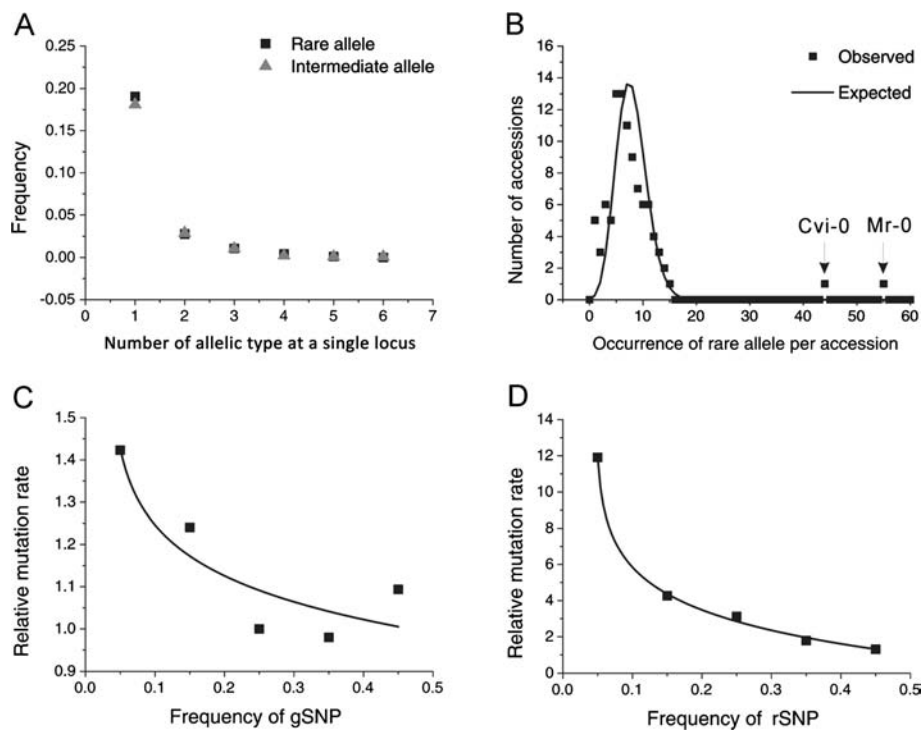 A
Rare allele
Intermediate allele
0.25
0.20
0.15
0.10
0.05
0.00
-0.05
Frequency
0 1 2 3 4 5 6 7
Number of allelic type at a single locus
B
Observed
Expected
16
14
12
10
8
6
4
2
0
Number of accessions
Cvi-0 Mr-0
0 10 20 30 40 50 60
Occurrence of rare allele per accession
C
1.5
1.4
1.3
1.2
1.1
1.0
0.9
Relative mutation rate
0.0 0.1 0.2 0.3 0.4 0.5
Frequency of gSNP
D
14
12
10
8
6
4
2
0
Relative mutation rate
0.0 0.1 0.2 0.3 0.4 0.5
Frequency of rSNP